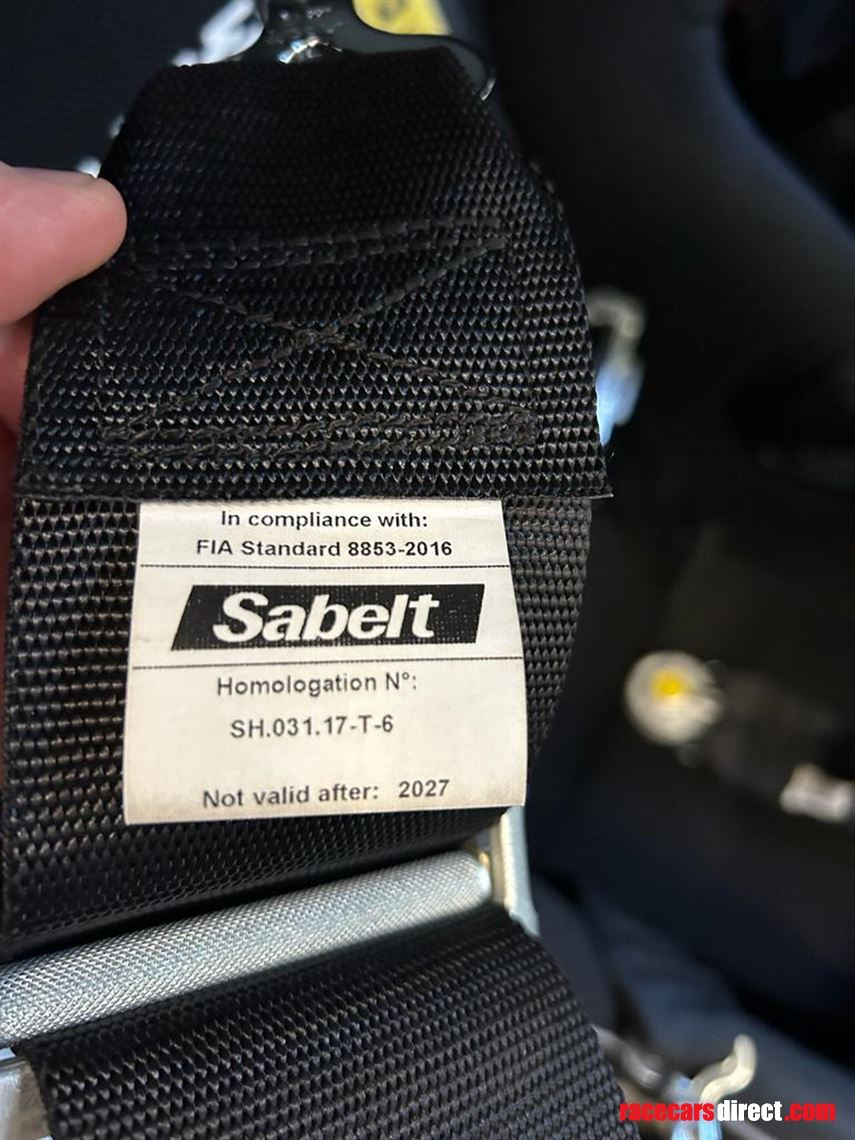 In compliance with:
FIA Standard 8853-2016
Sabelt
Homologation N°:
SH.031.17-T-6
Not valid after: 2027
racecarsdirect.com